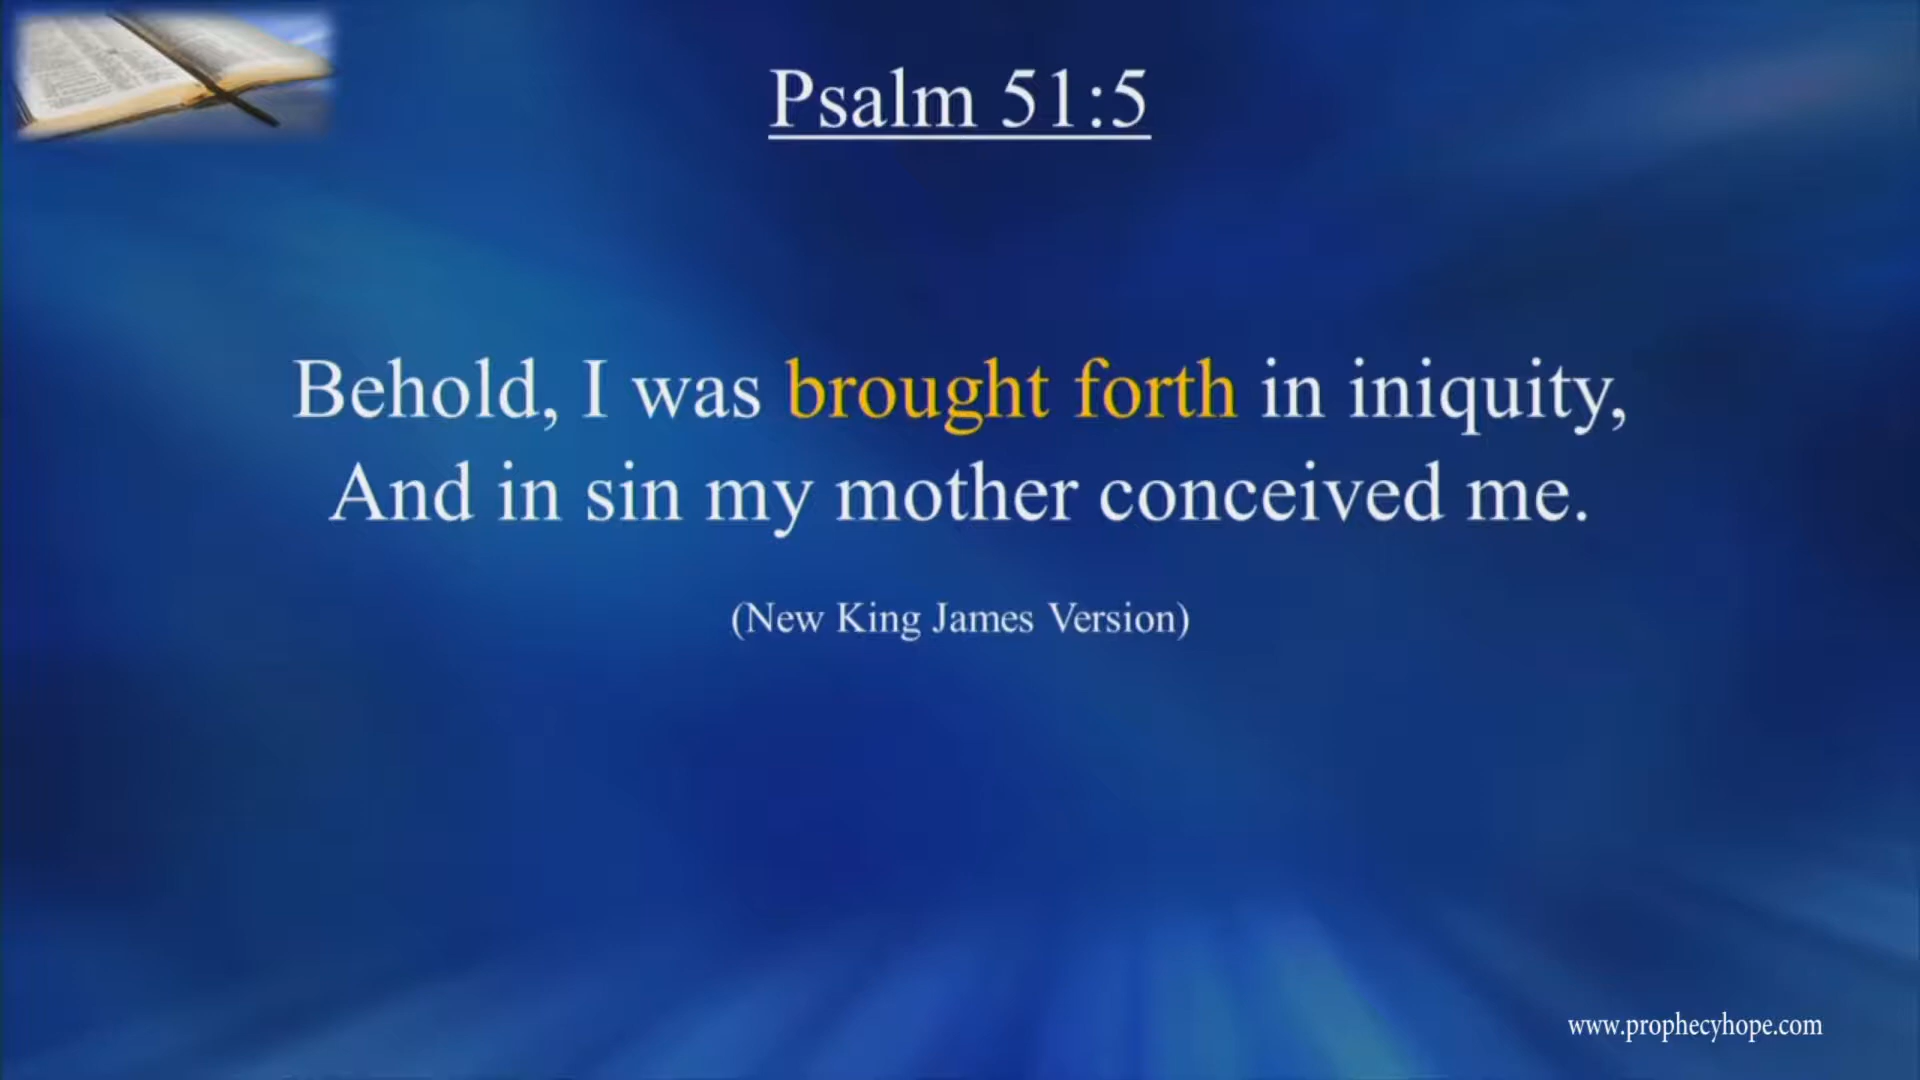 Psalm 51:5
Behold, I was brought forth in iniquity,
And in sin my mother conceived me.
(New King James Version)
www.prophecyhope.com